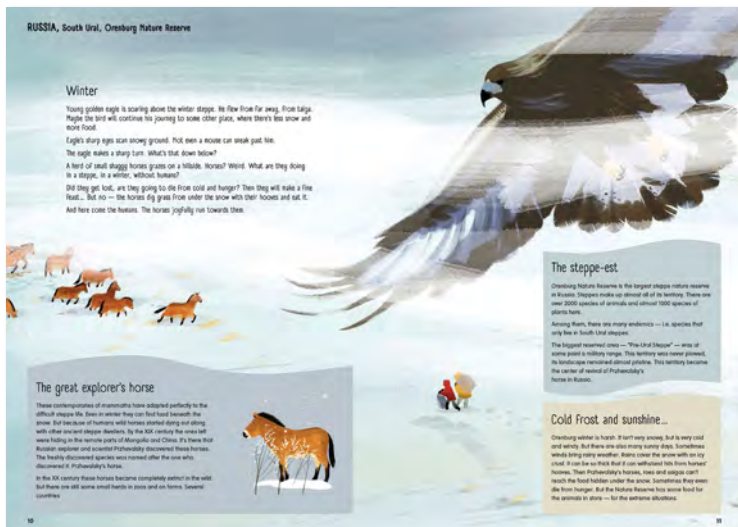 RUSSIA, South Ural, Orenburg Nature Reserve
Winter
Young golden eagle is soaring above the winter steppe. He flew from far away, from taiga.
Maybe the bird will continue his journey to some other place, where there's less snow and
more food.
Eagle's sharp eyes scan snowy ground. Not even a mouse can sneak past him.
The eagle makes a sharp turn. What's that down below?
A herd of small shaggy horses grazes on a hillside. Horses? Weird. What are they doing
in a steppe, in a winter, without humans?
Did they get lost, are they going to die from cold and hunger? Then they will make a fine
feast... But no — the horses dig grass from under the snow with their hooves and eat it.
And here come the humans. The horses joyfully run towards them.
The great explorer's horse
These contemporaries of mammoths have adapted perfectly to the
difficult steppe life. Even in winter they can find food beneath the
snow. But because of humans wild horses started dying out along
with other ancient steppe dwellers. By the XIX century the ones left
were hiding in the remote parts of Mongolia and China. It's there that
Russian explorer and scientist Przhevalsky discovered these horses.
The freshly discovered species was named after the one who
discovered it: Przhevalsky's horse.
In the XX century these horses became completely extinct in the wild,
but there are still some small herds in zoos and on farms. Several
countries
10
The steppe-est
Orenburg Nature Reserve is the largest steppe nature reserve
in Russia. Steppes make up almost all of its territory. There are
over 2000 species of animals and almost 1000 species of
plants here.
Among them, there are many endemics — i.e. species that
only live in South Ural steppes.
The biggest reserved area — "Pre-Ural Steppe" — was at
some point a military range. This territory was never plowed,
its landscape remained almost pristine. This territory became
the center of revival of Przhevalsky's
horse in Russia.
Cold frost and sunshine...
Orenburg winter is harsh. It isn't very snowy, but is very cold
and windy. But there are also many sunny days. Sometimes
winds bring rainy weather. Rains cover the snow with an icy
crust. It can be so thick that it can withstand hits from horses'
hooves. Then Przhevalsky's horses, roes and saigas can't
reach the food hidden under the snow. Sometimes they even
die from hunger. But the Nature Reserve has some food for
the animals in store — for the extreme situations.
11